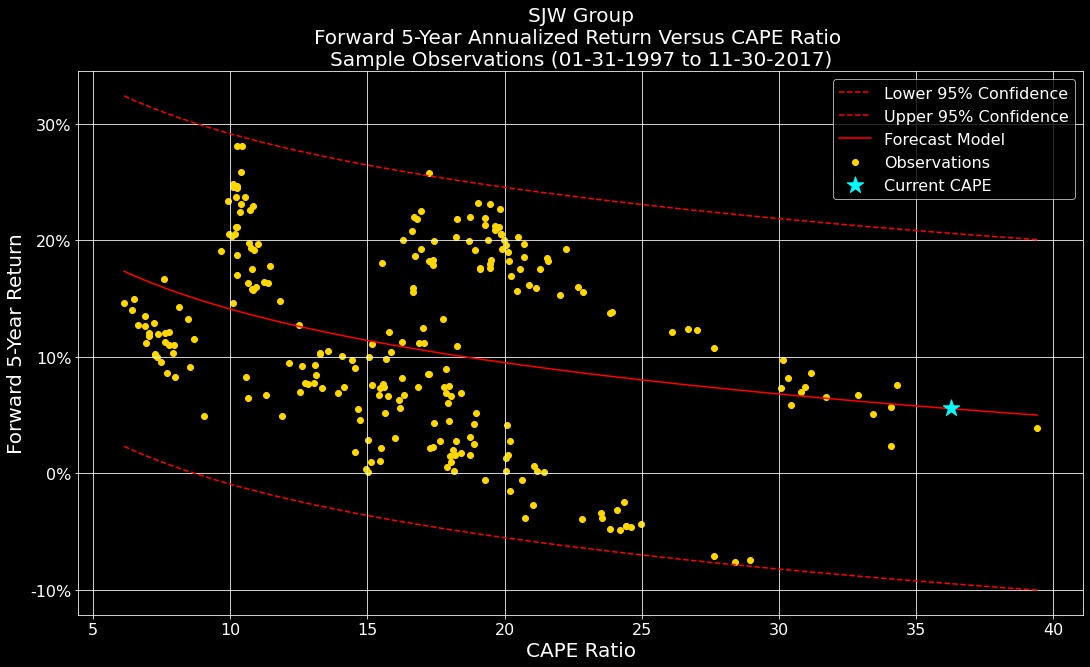 SJW Group
Forward 5-Year Annualized Return Versus CAPE Ratio
Sample Observations (01-31-1997 to 11-30-2017)
Lower 95% Confidence
Upper 95% Confidence
Forecast Model
Observations
Current CAPE
Forward 5-Year Return
30%
20%
10%
0%
-10%
5 10 15 20 25 30 35 40
CAPE Ratio